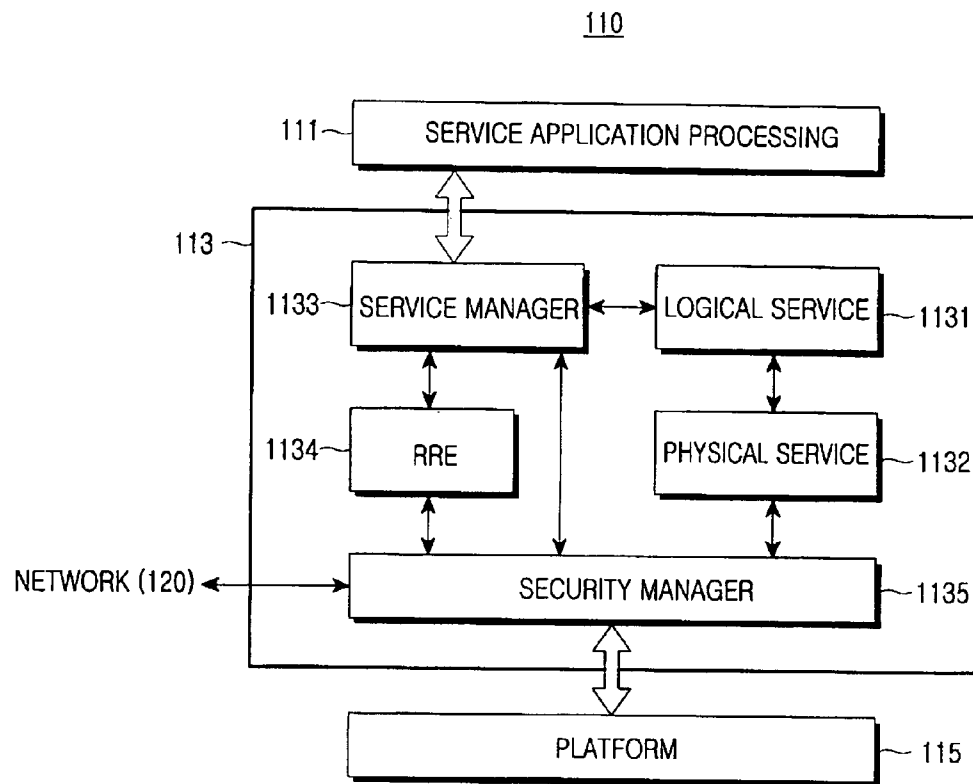 110
111
SERVICE APPLICATION PROCESSING
113
1133
SERVICE MANAGER
LOGICAL SERVICE
1131
1134
RRE
PHYSICAL SERVICE
1132
NETWORK (120)
SECURITY MANAGER
1135
PLATFORM
115